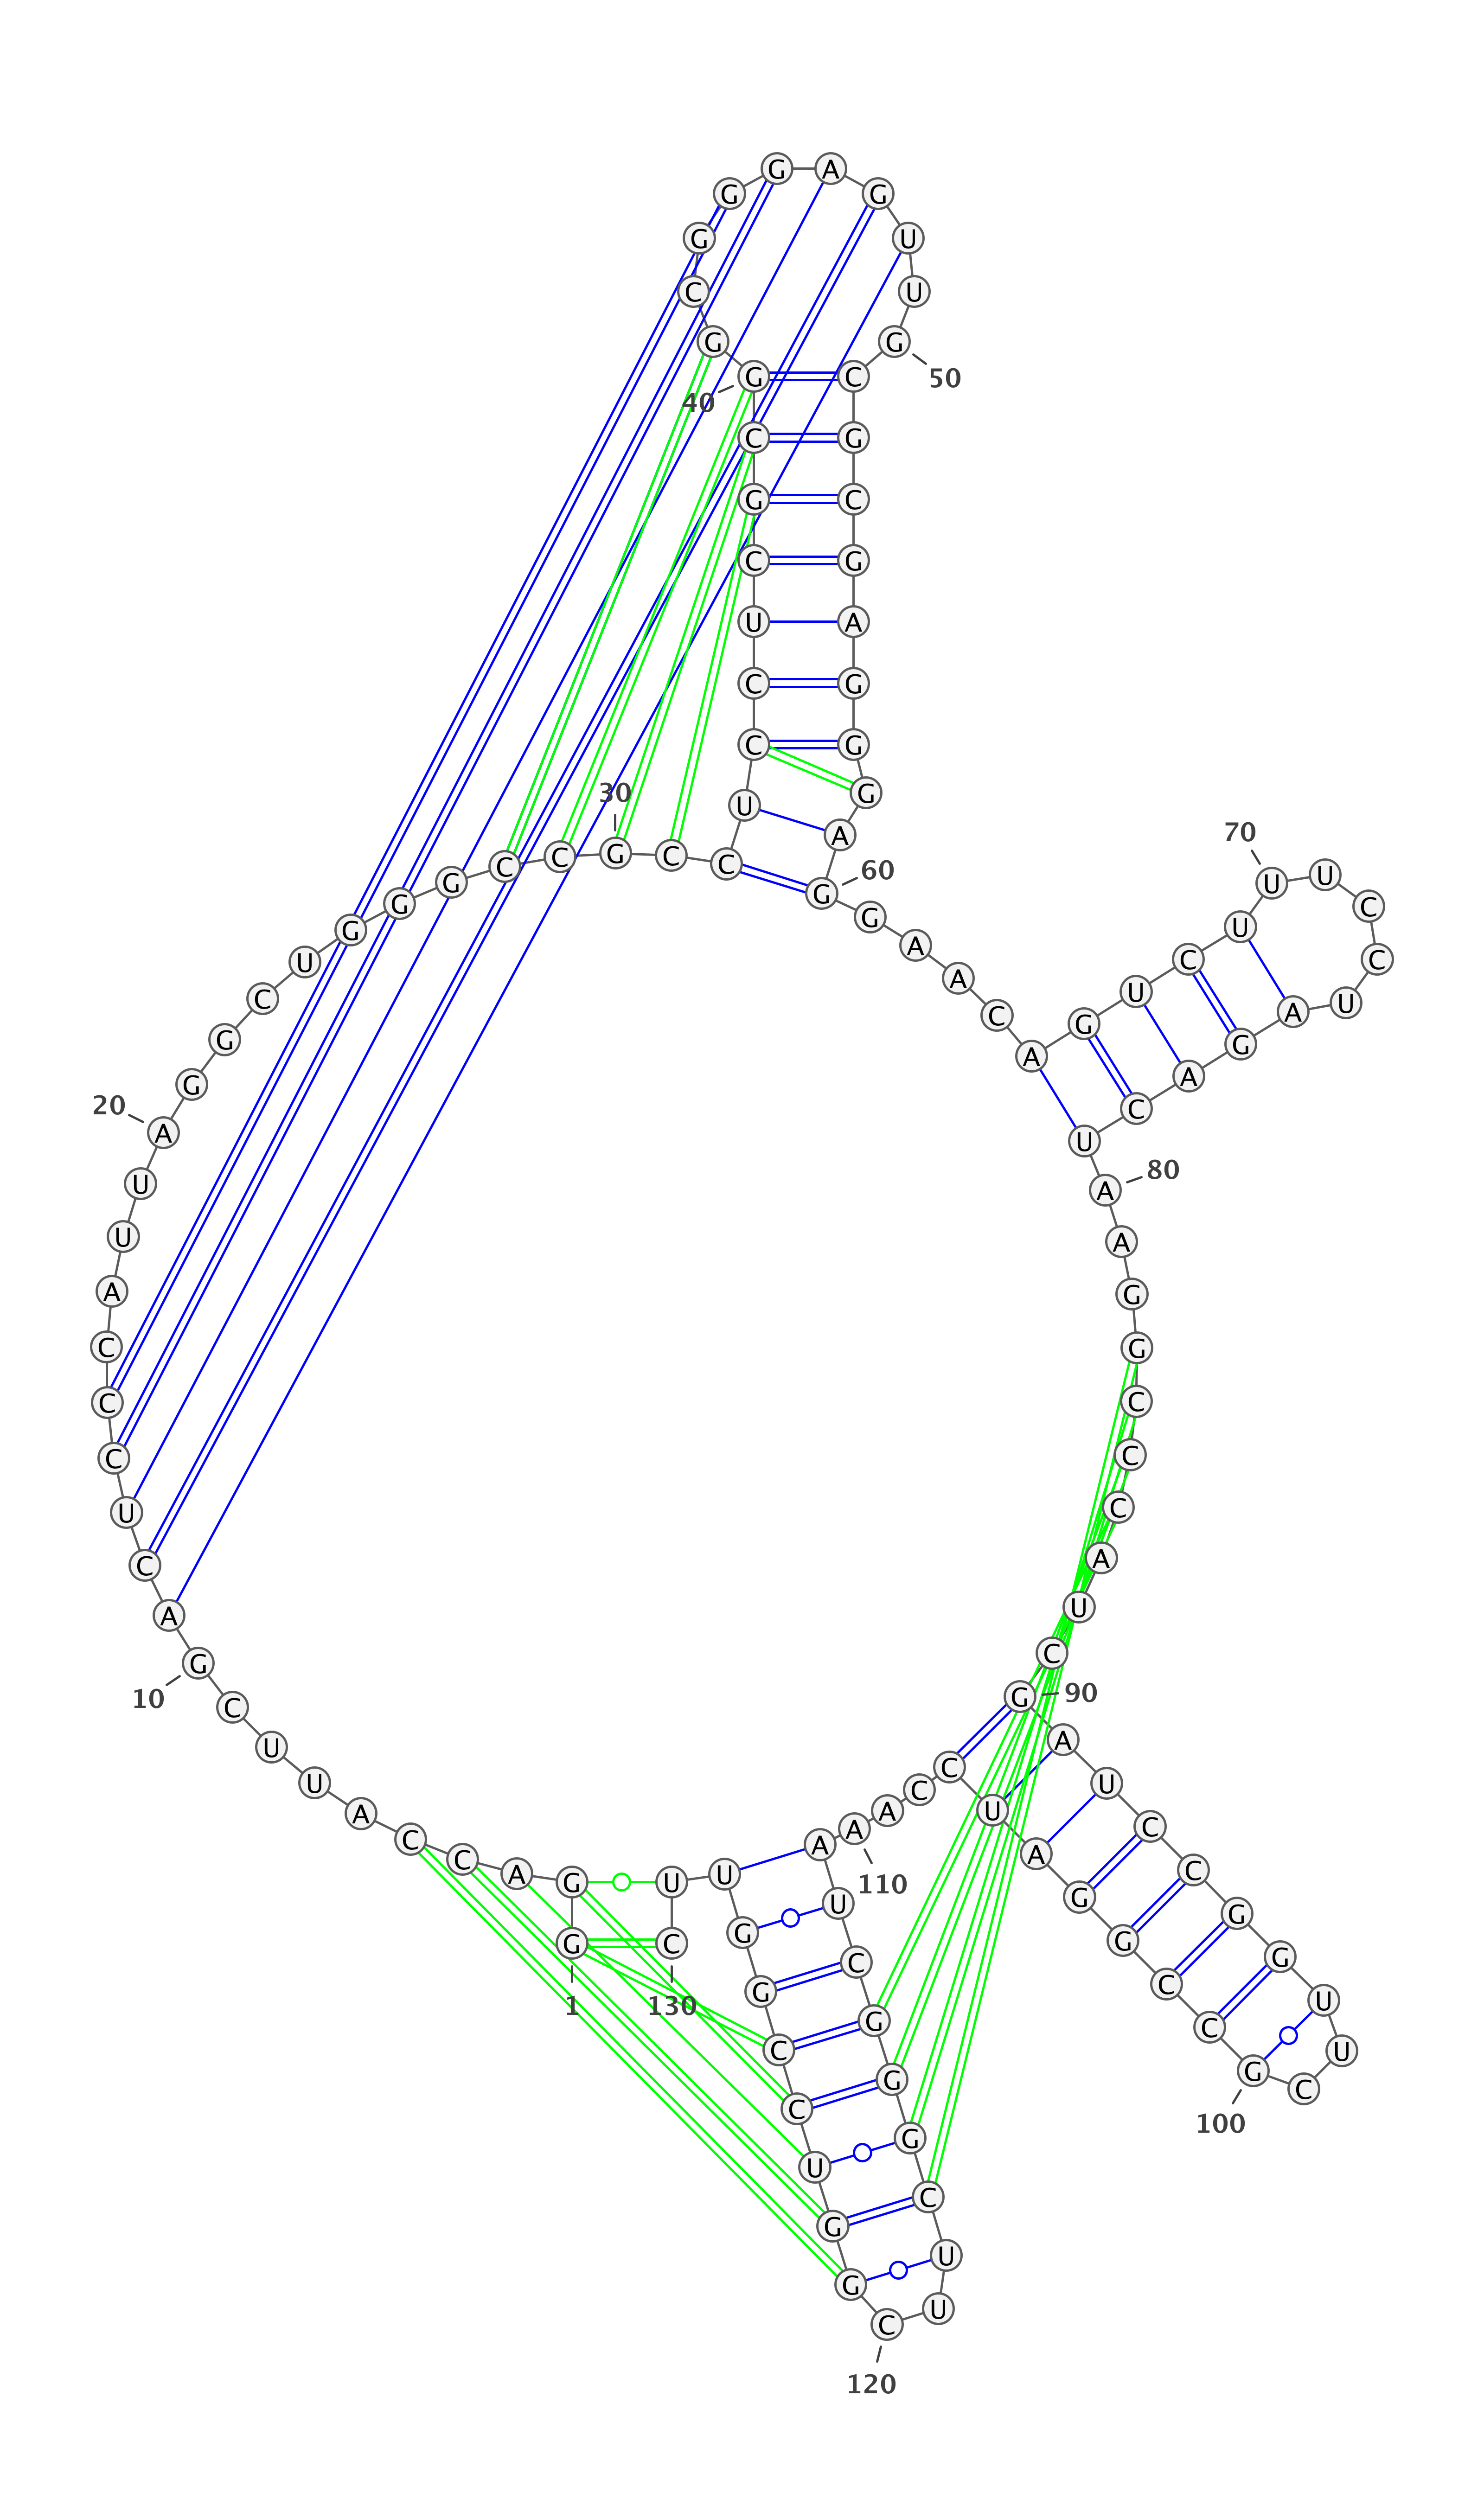 1
G G A C C A U U C G
10
A C U C C C A U U A
20
G G C U G G G C C G
30
C C U C C U C G C G
40
G C G G G A G U U G
50
C G C G A G G G A G
60
G A A C A G U C U U
70
U C C U A G A C U A
80
A G G C C C A U C G
90
A U C C G G U U C G
100
C C G G A U C C A A
110
A U C G G G C U U C
120
G G U C C G G U U C
130